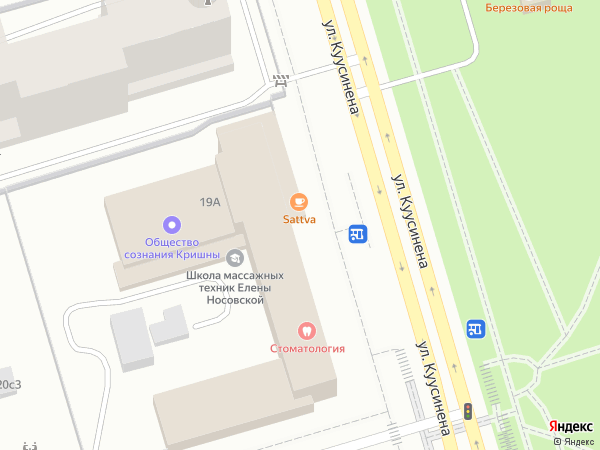 Березовая роща
ул. Куусинена
ул. Куусинена
19А
Sattva
Общество
сознания Кришны
Школа массажных
техник Елены
Носовской
Стоматология
ул. Куусинена
20с3
Яндекс
© Яндекс